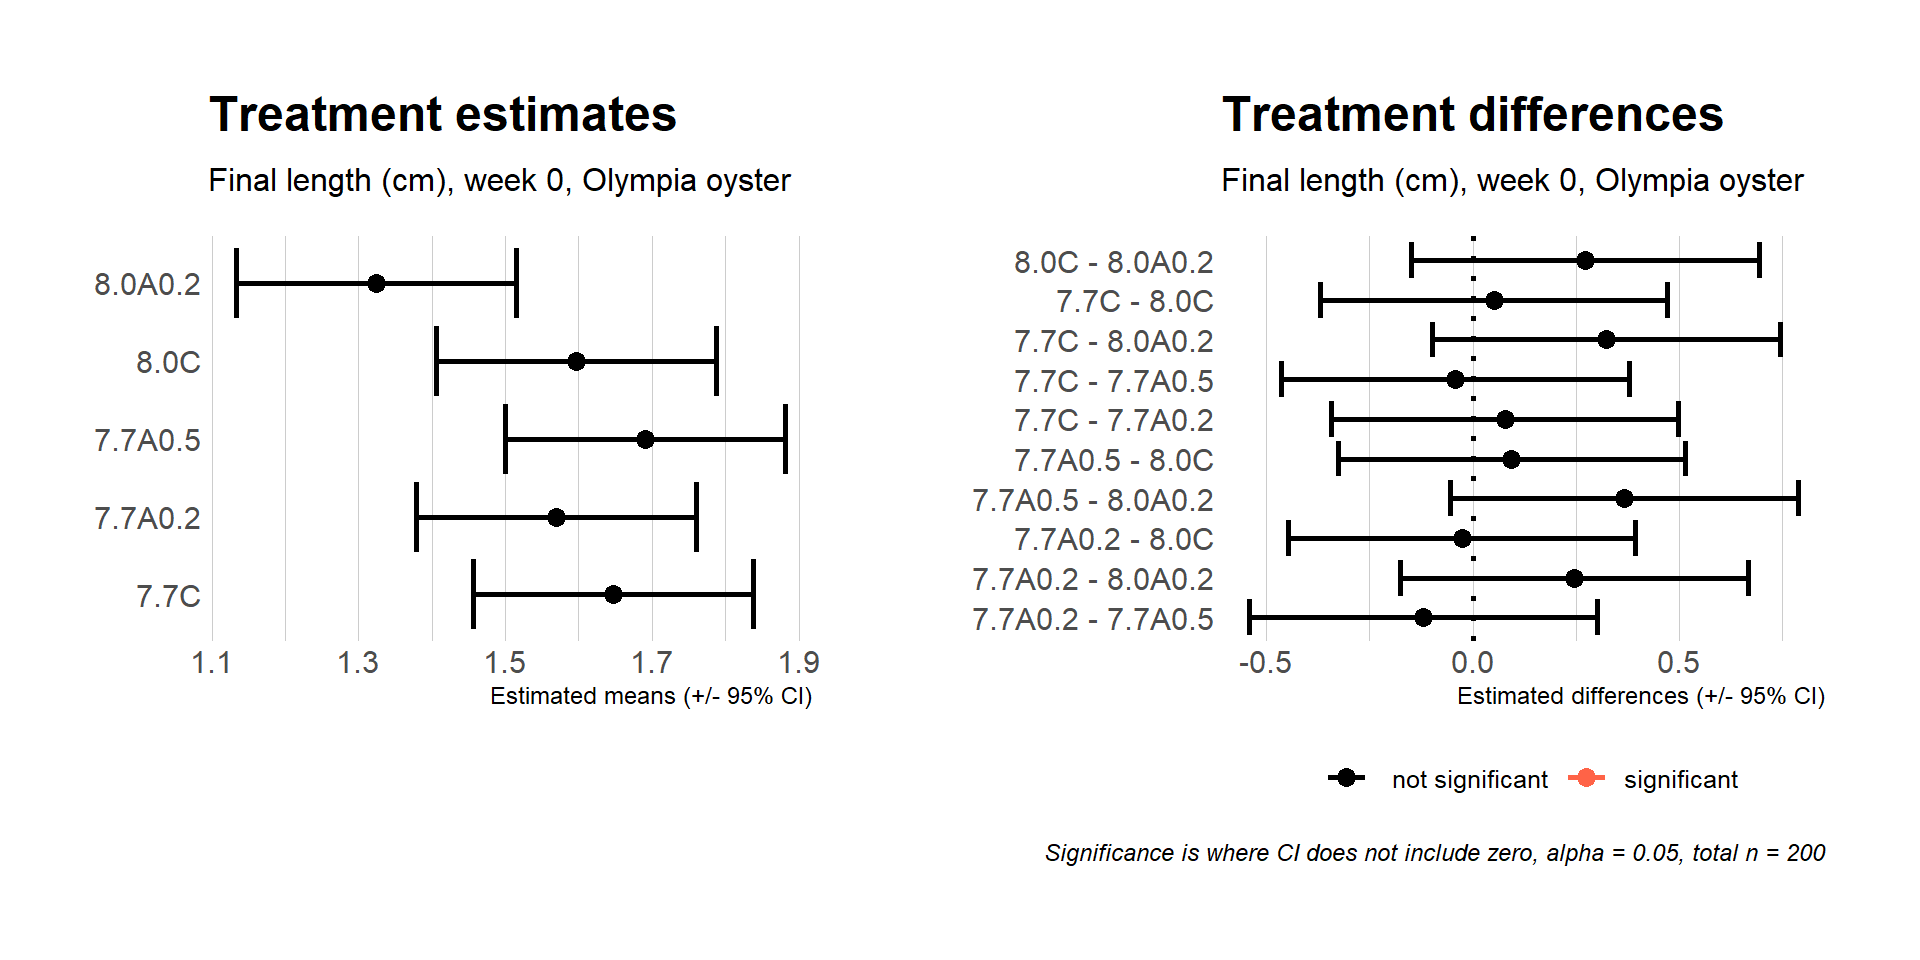 Treatment estimates
Final length (cm), week 0, Olympia oyster
8.0A0.2
8.0C
7.7A0.5
7.7A0.2
7.7C
1.1 1.3 1.5 1.7 1.9
Estimated means (+/- 95% CI)
Treatment differences
Final length (cm), week 0, Olympia oyster
8.0C - 8.0A0.2
7.7C - 8.0C
7.7C - 8.0A0.2
7.7C - 7.7A0.5
7.7C - 7.7A0.2
7.7A0.5 - 8.0C
7.7A0.5 - 8.0A0.2
7.7A0.2 - 8.0C
7.7A0.2 - 8.0A0.2
7.7A0.2 - 7.7A0.5
-0.5 0.0 0.5
Estimated differences (+/- 95% CI)
not significant significant
Significance is where CI does not include zero, alpha = 0.05, total n = 200